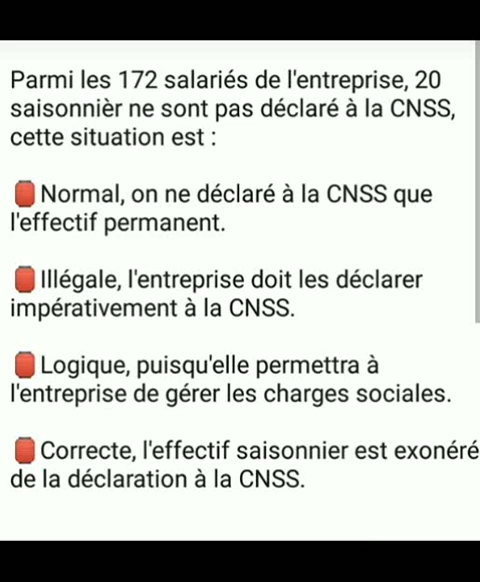 Parmi les 172 salariés de l'entreprise, 20
saisonnièr ne sont pas déclaré à la CNSS,
cette situation est :
Normal, on ne déclaré à la CNSS que
l'effectif permanent.
Illégale, l'entreprise doit les déclarer
impérativement à la CNSS.
Logique, puisqu'elle permettra à
l'entreprise de gérer les charges sociales.
Correcte, l'effectif saisonnier est exonéré
de la déclaration à la CNSS.